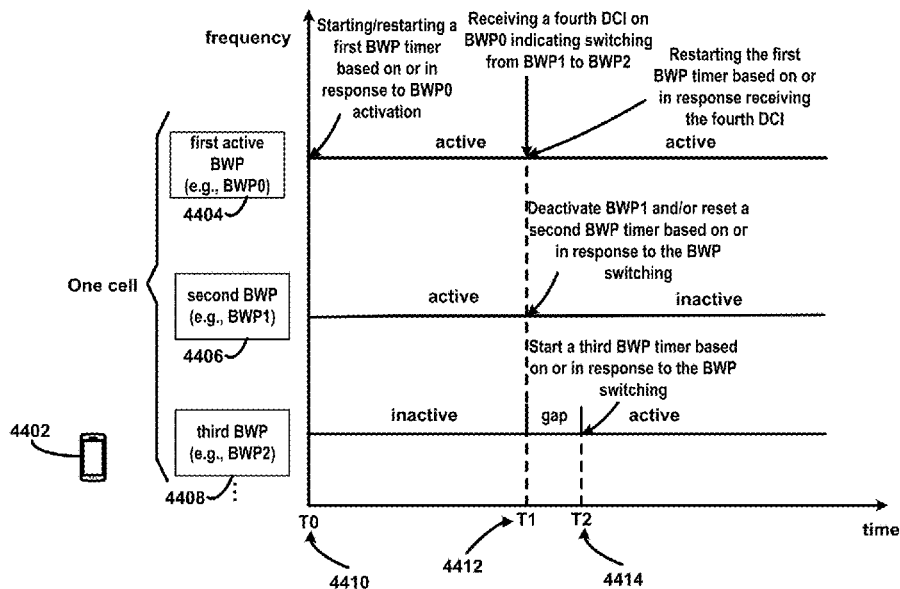 frequency
Starting/restarting a
first BWP timer
based on or in
response to BWP0
activation
Receiving a fourth DCI on
BWP0 indicating switching
from BWP1 to BWP2
Restarting the first
BWP timer based on or
in response receiving
the fourth DCI
first active
BWP
(e.g., BWP0)
4404
active
active
Deactivate BWP1 and/or reset a
second BWP timer based on or
in response to the BWP
switching
One cell
second BWP
(e.g., BWP1)
4406
active
inactive
Start a third BWP timer based
on or in response to the BWP
switching
4402
third BWP
(e.g., BWP2)
4408
inactive
gap
active
T0
T1
T2
time
4410
4412
4414